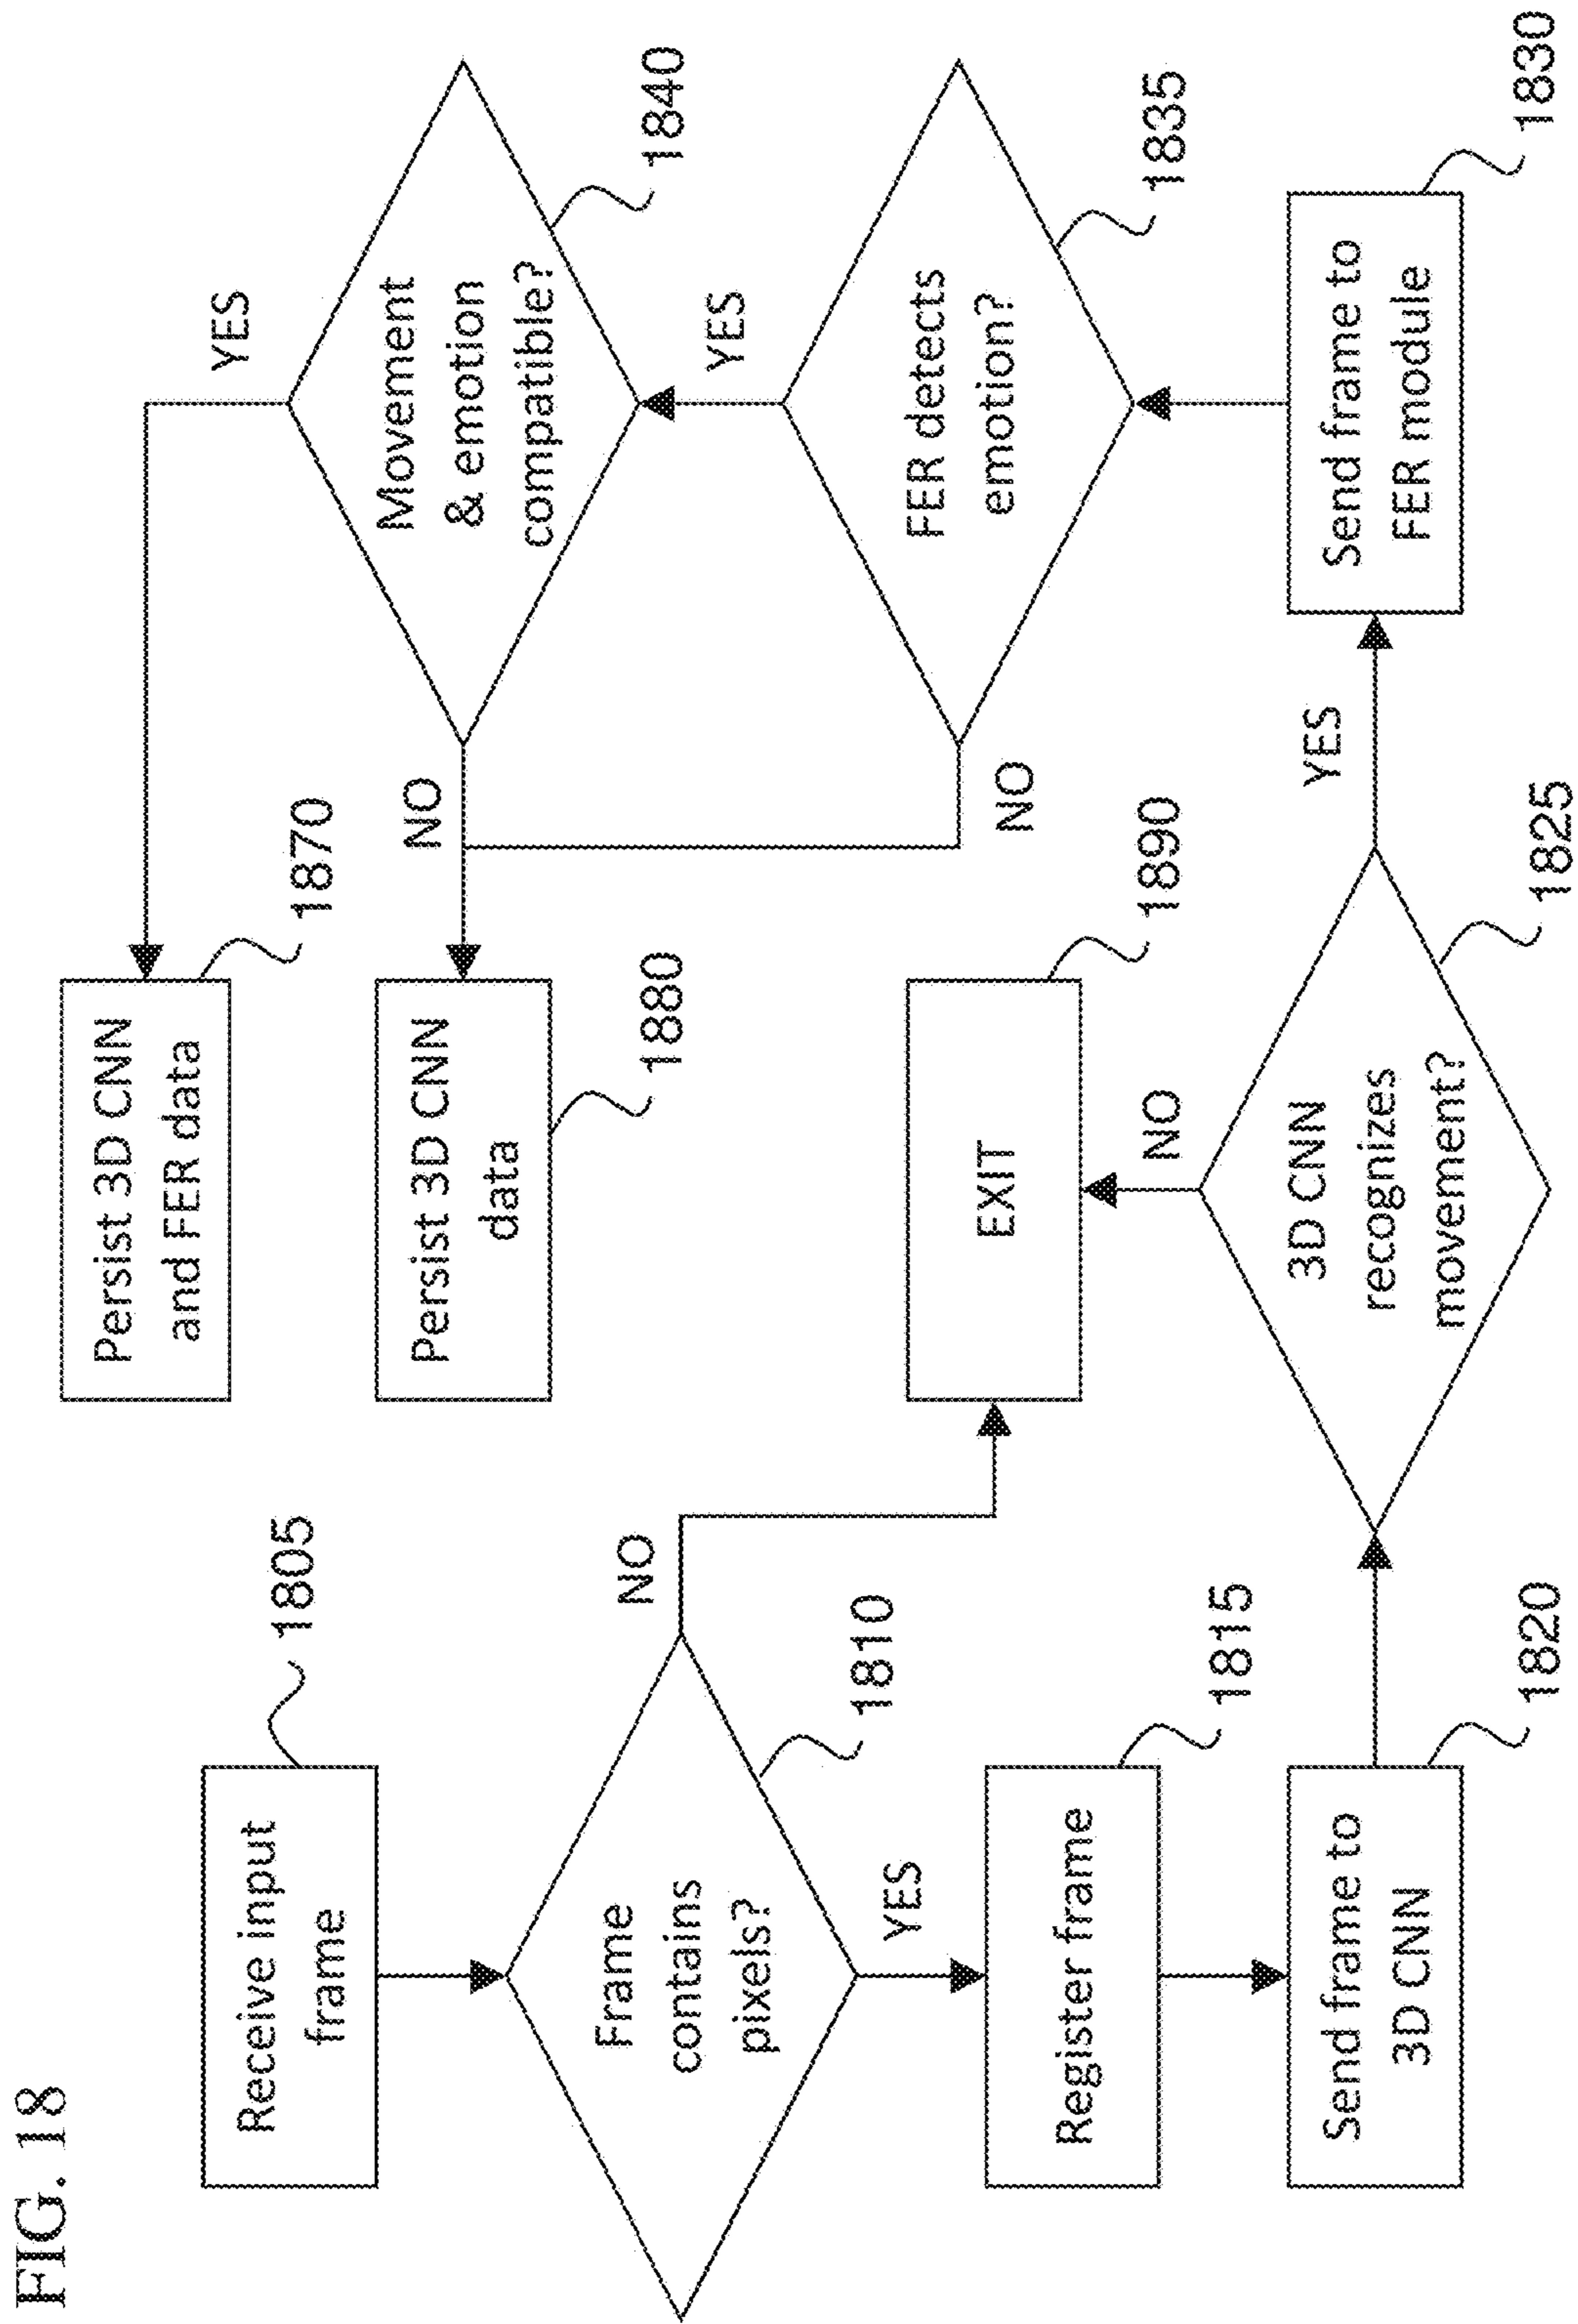 FIG. 18
Receive input
frame
1805
Frame
contains
pixels?
1810
NO
YES
Register frame
1815
Send frame to
3D CNN
1820
3D CNN
recognizes
movement?
1825
NO
YES
EXIT
1890
Send frame to
FER module
1830
FER detects
emotion?
1835
NO
YES
Movement
& emotion
compatible?
1840
NO
YES
Persist 3D CNN
and FER data
1870
Persist 3D CNN
data
1880